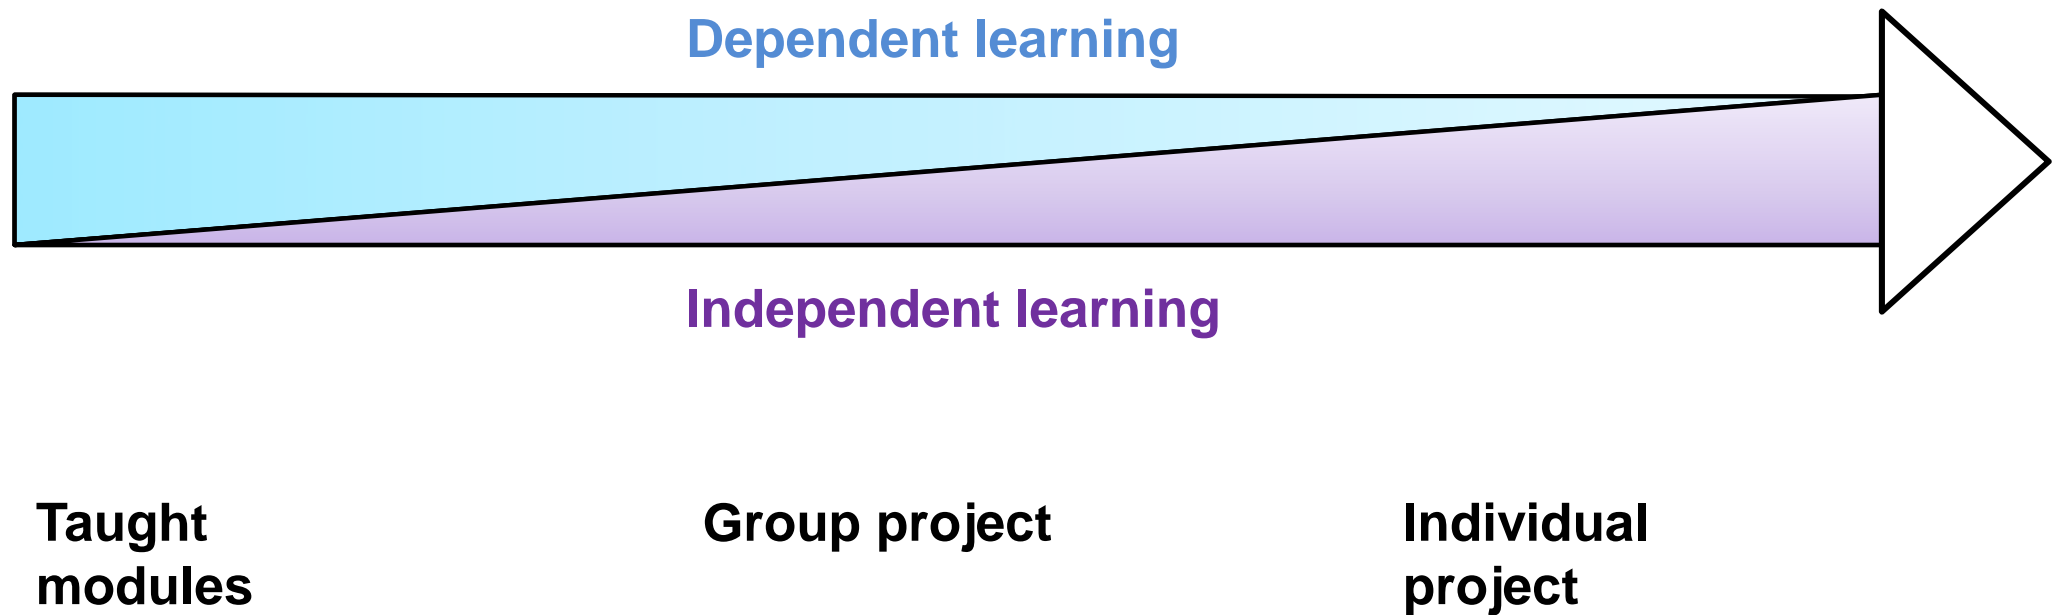 Dependent learning
Independent learning
Taught
modules
Group project
Individual
project